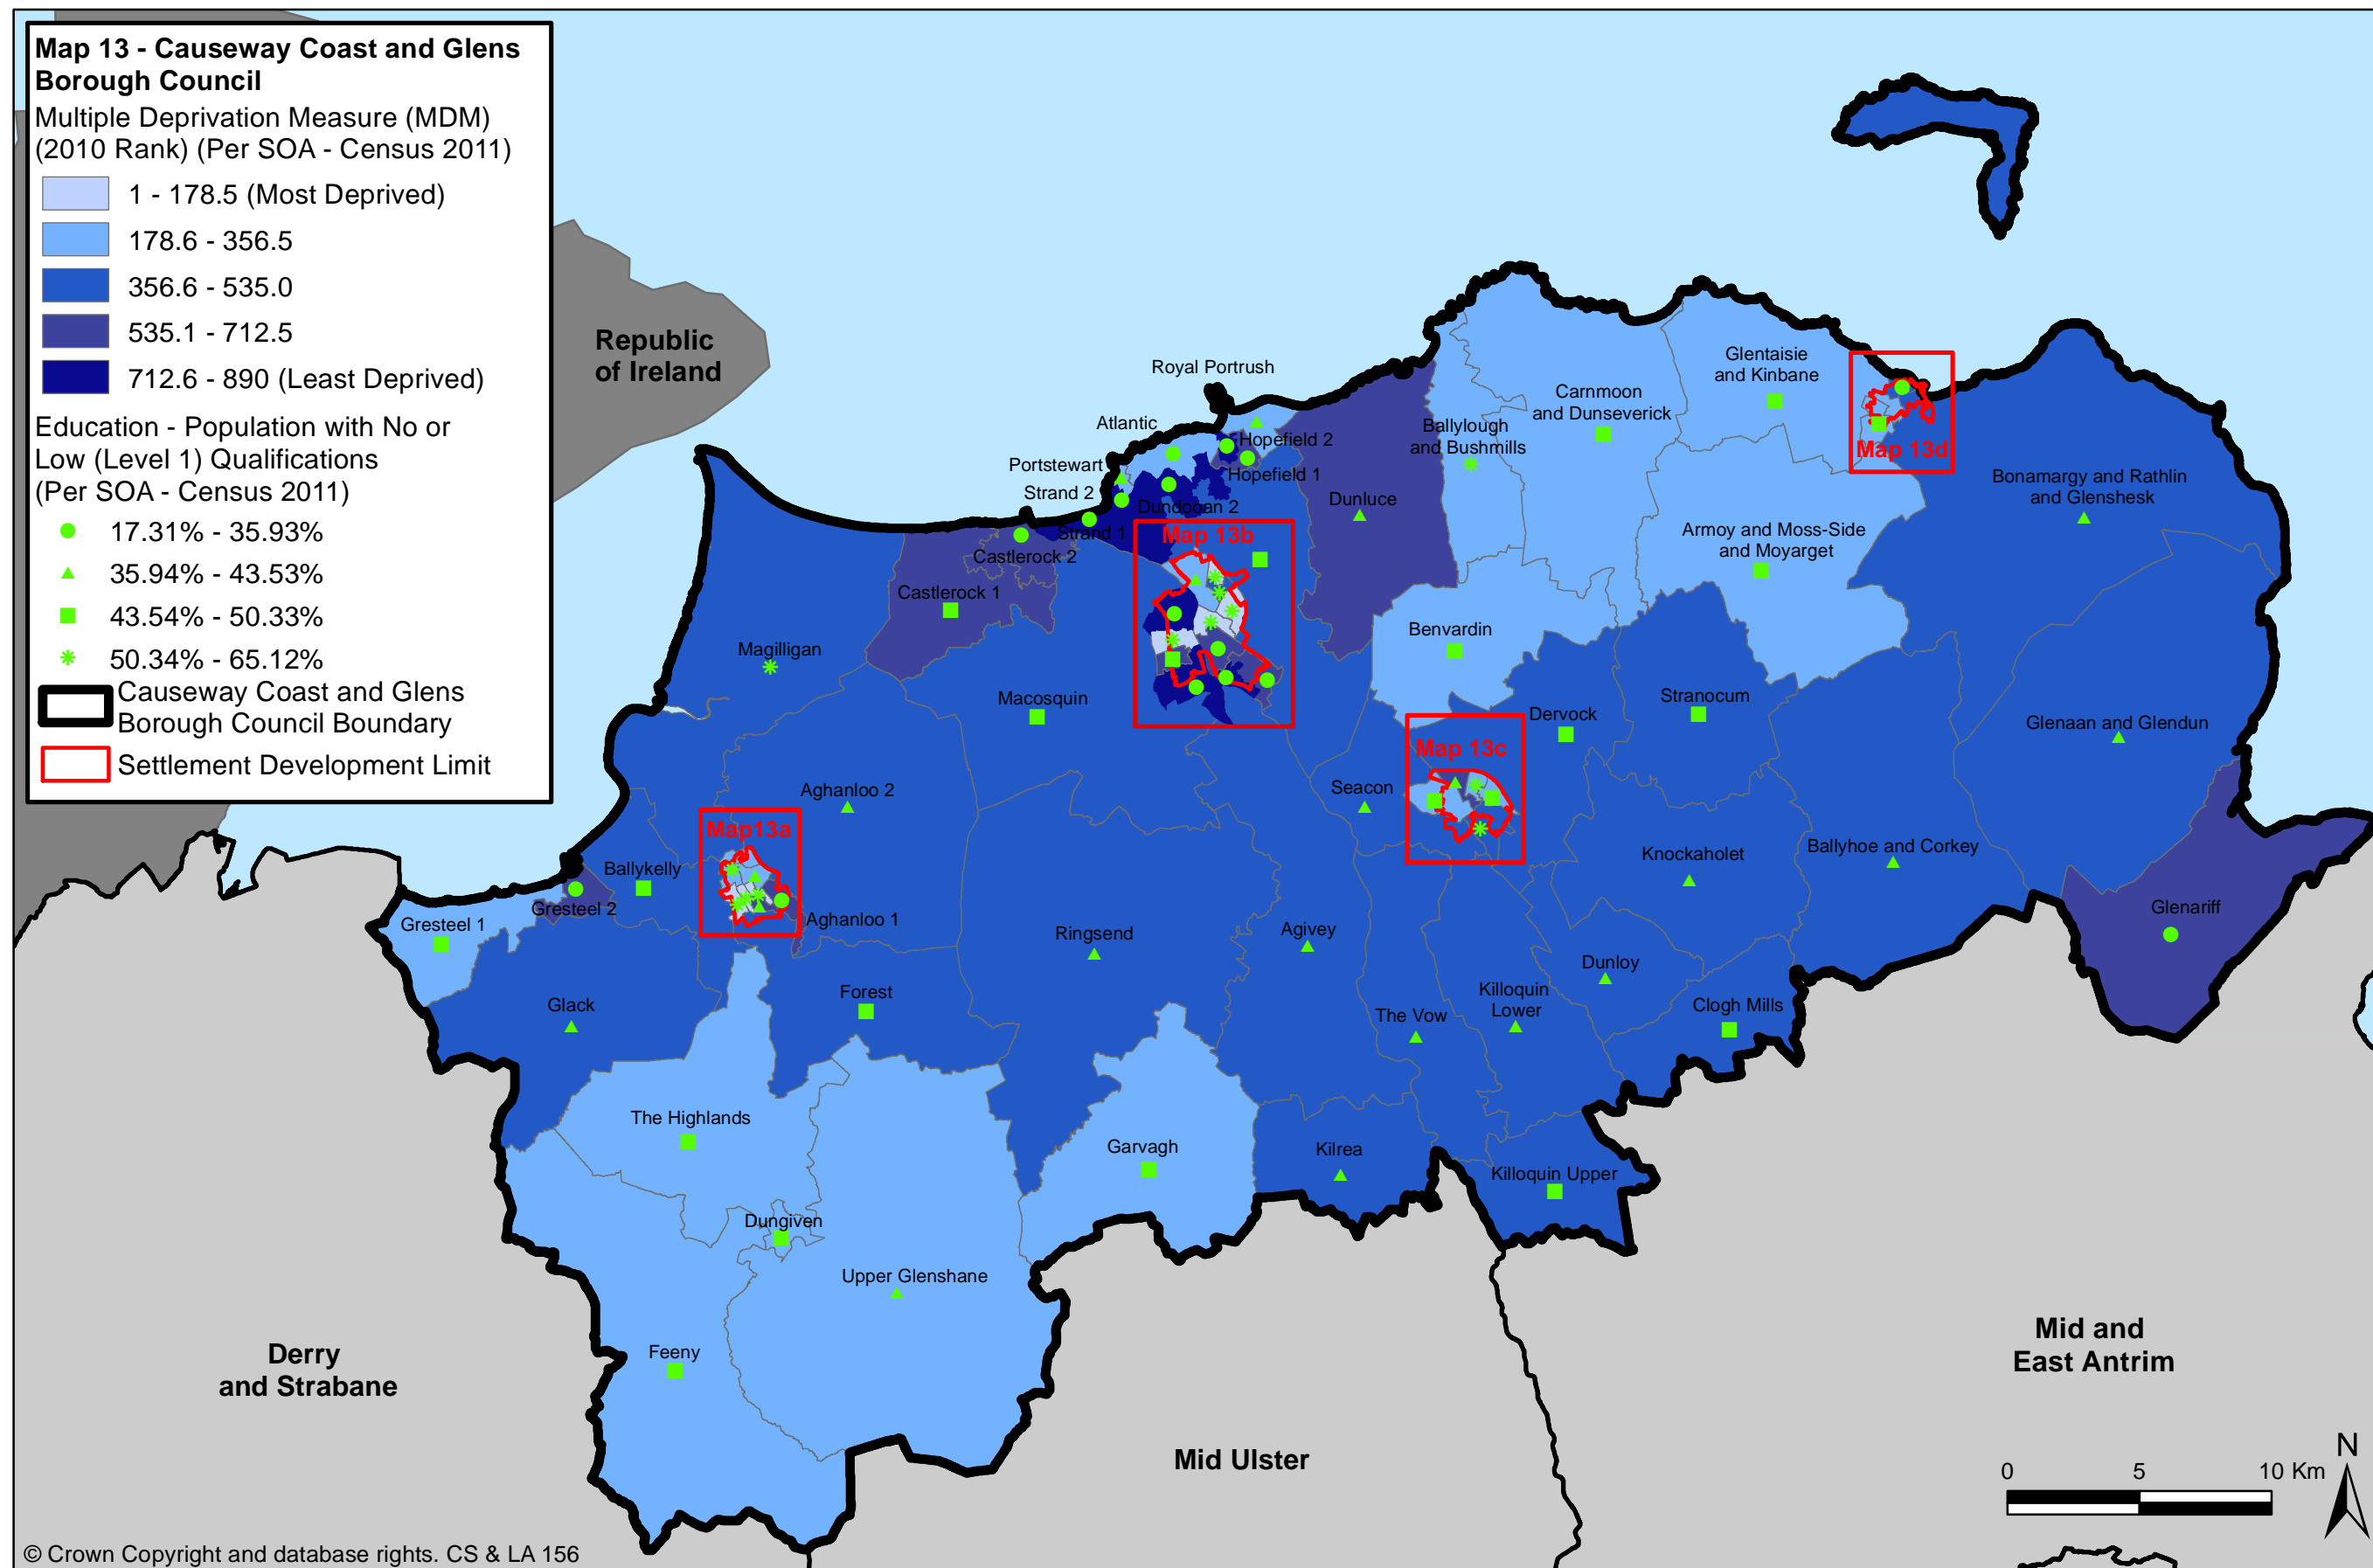 Map 13 - Causeway Coast and Glens
Borough Council
Multiple Deprivation Measure (MDM)
(2010 Rank) (Per SOA - Census 2011)
1 - 178.5 (Most Deprived)
178.6 - 356.5
356.6 - 535.0
535.1 - 712.5
712.6 - 890 (Least Deprived)
Education - Population with No or
Low (Level 1) Qualifications
(Per SOA - Census 2011)
17.31% - 35.93%
35.94% - 43.53%
43.54% - 50.33%
50.34% - 65.12%
Causeway Coast and Glens
Borough Council Boundary
Settlement Development Limit
Republic
of Ireland
Royal Portrush
Atlantic
Portstewart
Strand 2
Strand 1
Hopefield 2
Hopefield 1
Dundooan 2
Castlerock 2
Castlerock 1
Map 13b
Dunluce
Ballylough
and Bushmills
Carnmoon
and Dunseverick
Glentaisie
and Kinbane
Map 13d
Bonamargy and Rathlin
and Glenshesk
Armoy and Moss-Side
and Moyarget
Benvardin
Magilligan
Macosquin
Stranocum
Dervock
Glenaan and Glendun
Map 13c
Seacon
Aghanloo 2
Map13a
Ballykelly
Aghanloo 1
Gresteel 2
Gresteel 1
Knockaholet
Ballyhoe and Corkey
Glenariff
Ringsend
Agivey
Dunloy
Killoquin
Lower
Clogh Mills
Glack
Forest
The Vow
The Highlands
Garvagh
Kilrea
Killoquin Upper
Dungiven
Upper Glenshane
Feeny
Derry
and Strabane
Mid Ulster
Mid and
East Antrim
N
0 5 10 Km
© Crown Copyright and database rights. CS & LA 156